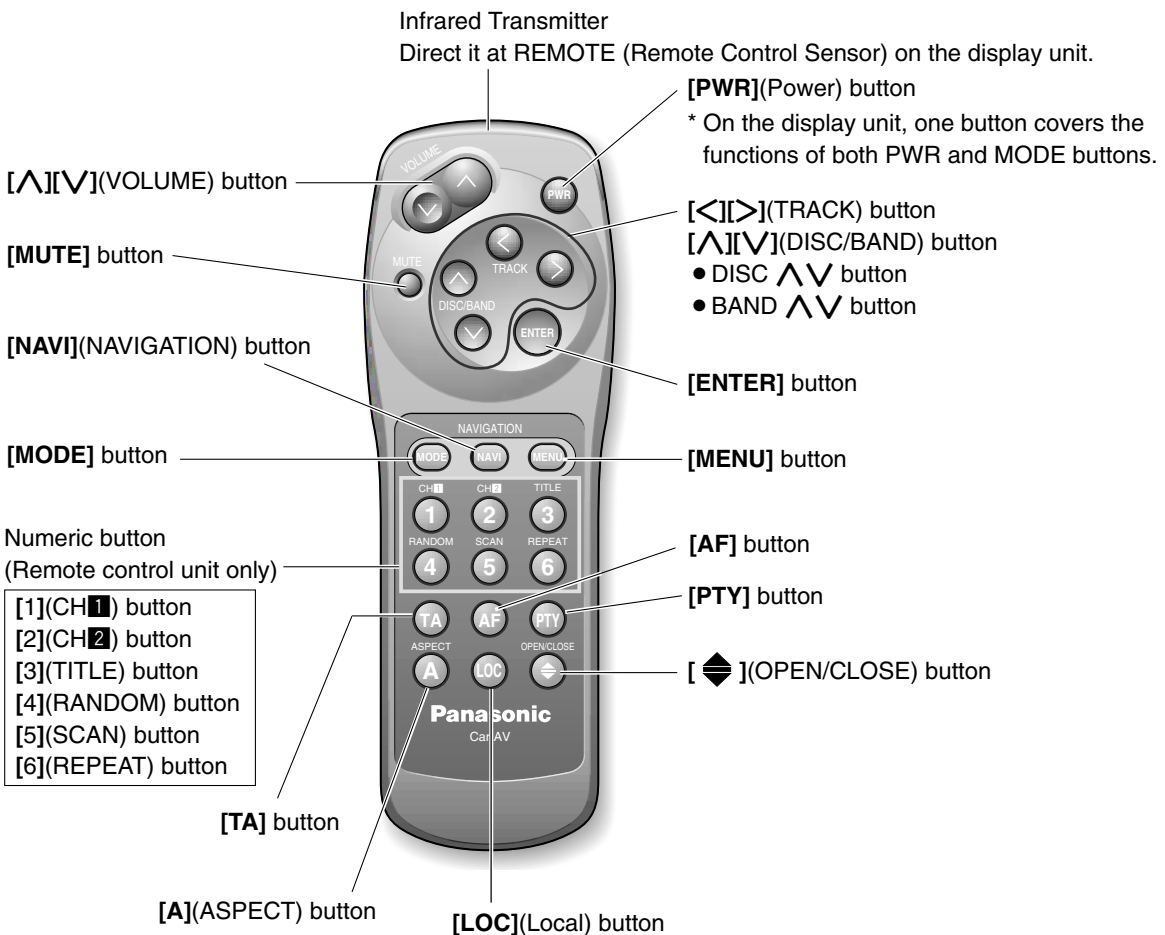 Infrared Transmitter
Direct it at REMOTE (Remote Control Sensor) on the display unit.
[PWR](Power) button
* On the display unit, one button covers the
functions of both PWR and MODE buttons.
[∧][∨](VOLUME) button
[<][>](TRACK) button
[∧][∨](DISC/BAND) button
● DISC ∧∨ button
● BAND ∧∨ button
[MUTE] button
[NAVI](NAVIGATION) button
[ENTER] button
[MODE] button
[MENU] button
Numeric button
(Remote control unit only)
[1](CH1) button
[2](CH2) button
[3](TITLE) button
[4](RANDOM) button
[5](SCAN) button
[6](REPEAT) button
[AF] button
[PTY] button
[ ](OPEN/CLOSE) button
[TA] button
[A](ASPECT) button
[LOC](Local) button
VOLUME
PWR
MUTE
TRACK
DISC/BAND
ENTER
NAVIGATION
MODE NAVI MENU
CH1 CH2 TITLE
1 2 3
RANDOM SCAN REPEAT
4 5 6
TA AF PTY
ASPECT OPEN/CLOSE
A LOC
Panasonic
Car AV